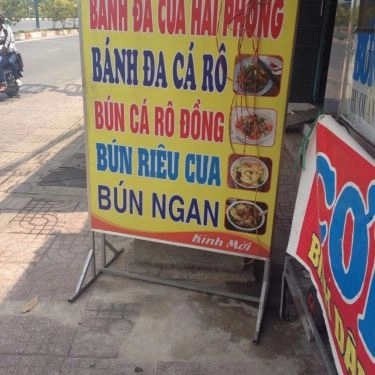 BÁNH ĐA CUA HẢI PHÒNG
BÁNH ĐA CÁ RÔ
BÚN CÁ RÔ ĐỒNG
BÚN RIÊU CUA
BÚN NGAN
Kính Mời
CƠ